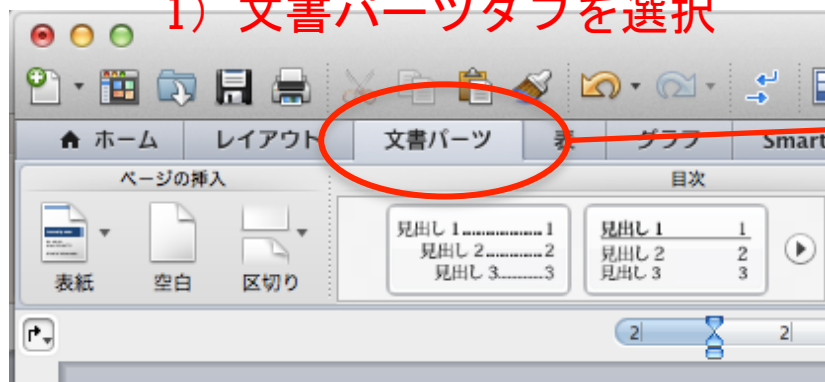 1) 文書パーツタブを選択
ホーム レイアウト 文書パーツ 表 グラフ Smart
ページの挿入 目次
表紙 空白 区切り
見出し 1 1
見出し 2 2
見出し 3 3
見出し 1 1
見出し 2 2
見出し 3 3
2 2